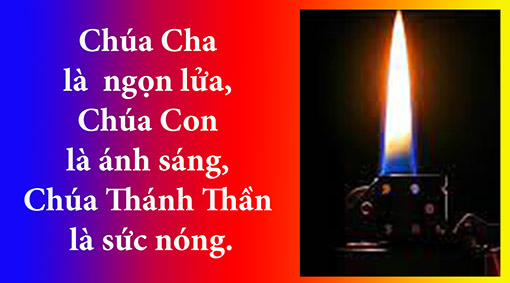 Chúa Cha
là ngọn lửa,
Chúa Con
là ánh sáng,
Chúa Thánh Thần
là sức nóng.